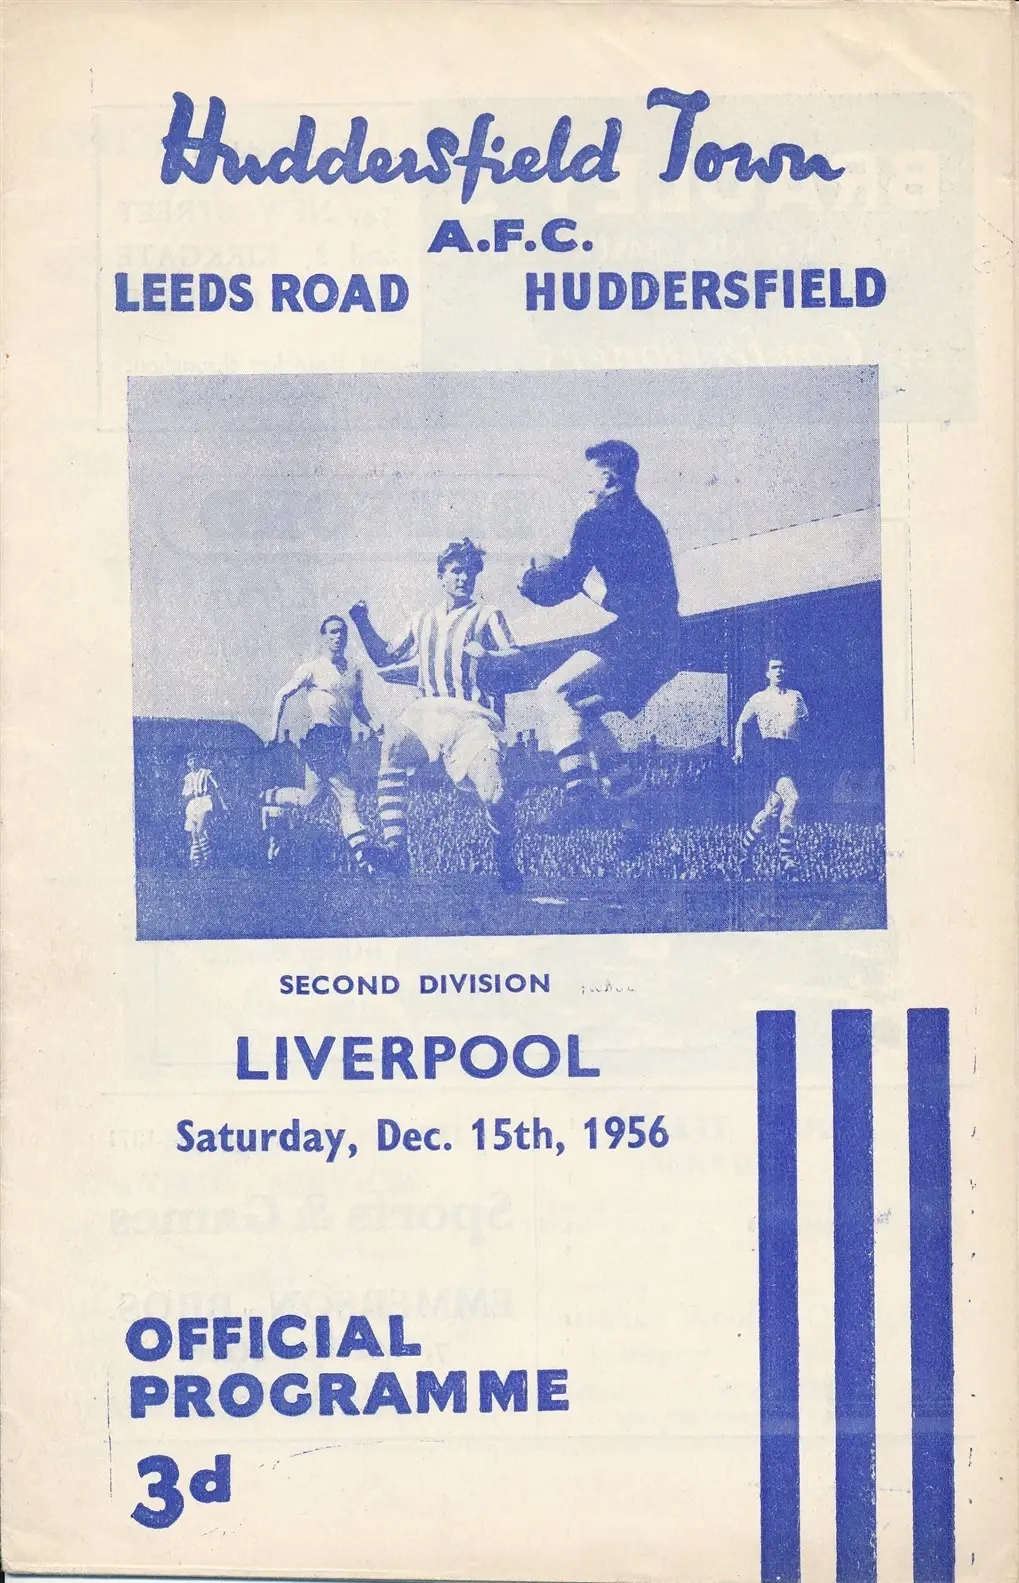 Huddersfield Town
A.F.C.
LEEDS ROAD HUDDERSFIELD
SECOND DIVISION
LIVERPOOL
Saturday, Dec. 15th, 1956
OFFICIAL
PROGRAMME
3d